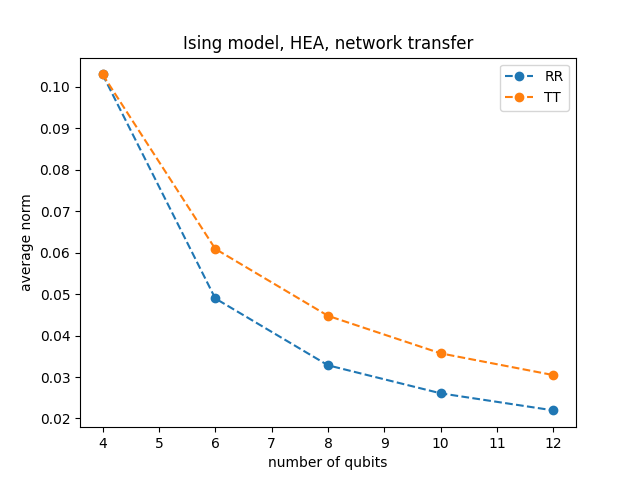 Ising model, HEA, network transfer
RR
TT
0.10
0.09
0.08
0.07
0.06
0.05
0.04
0.03
0.02
average norm
4 5 6 7 8 9 10 11 12
number of qubits